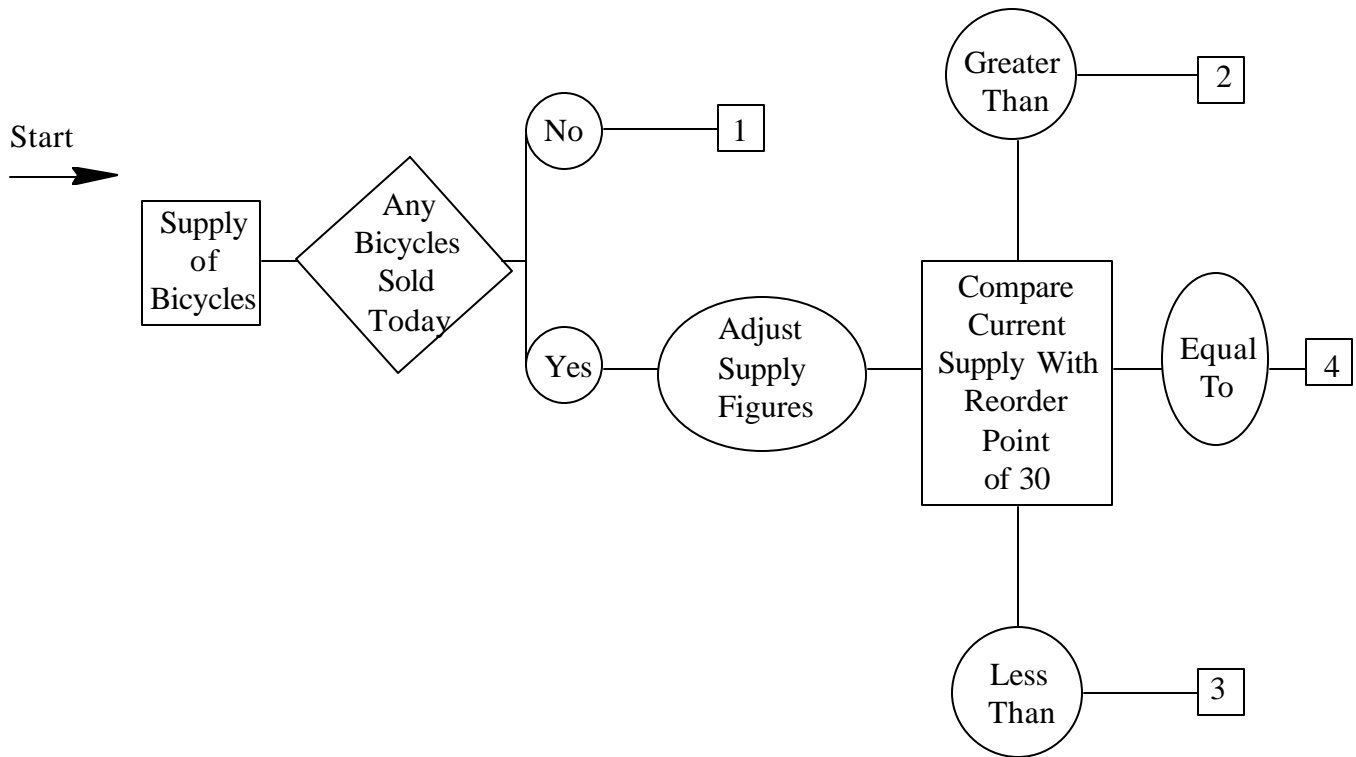 Start
Supply
of
Bicycles
Any
Bicycles
Sold
Today
No
1
Yes
Adjust
Supply
Figures
Compare
Current
Supply With
Reorder
Point
of 30
Greater
Than
2
Equal
To
4
Less
Than
3